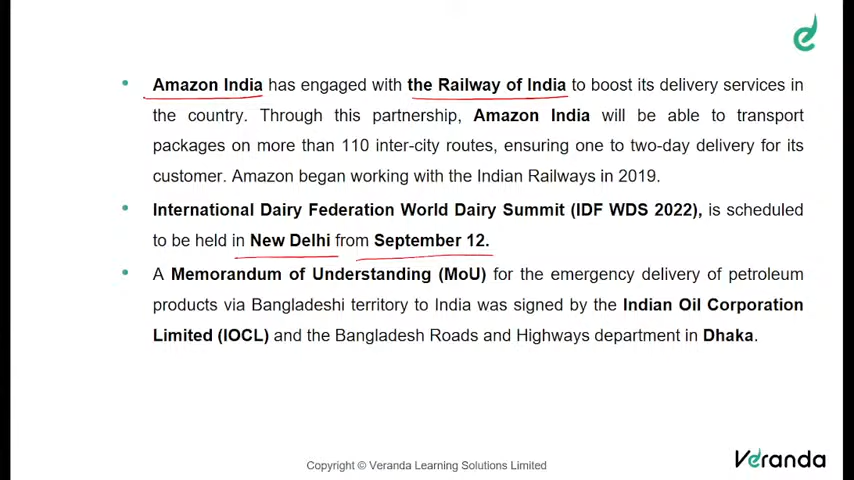 Amazon India has engaged with the Railway of India to boost its delivery services in
the country. Through this partnership, Amazon India will be able to transport
packages on more than 110 inter-city routes, ensuring one to two-day delivery for its
customer. Amazon began working with the Indian Railways in 2019.
International Dairy Federation World Dairy Summit (IDF WDS 2022), is scheduled
to be held in New Delhi from September 12.
A Memorandum of Understanding (MoU) for the emergency delivery of petroleum
products via Bangladeshi territory to India was signed by the Indian Oil Corporation
Limited (IOCL) and the Bangladesh Roads and Highways department in Dhaka.
Copyright © Veranda Learning Solutions Limited
Veranda